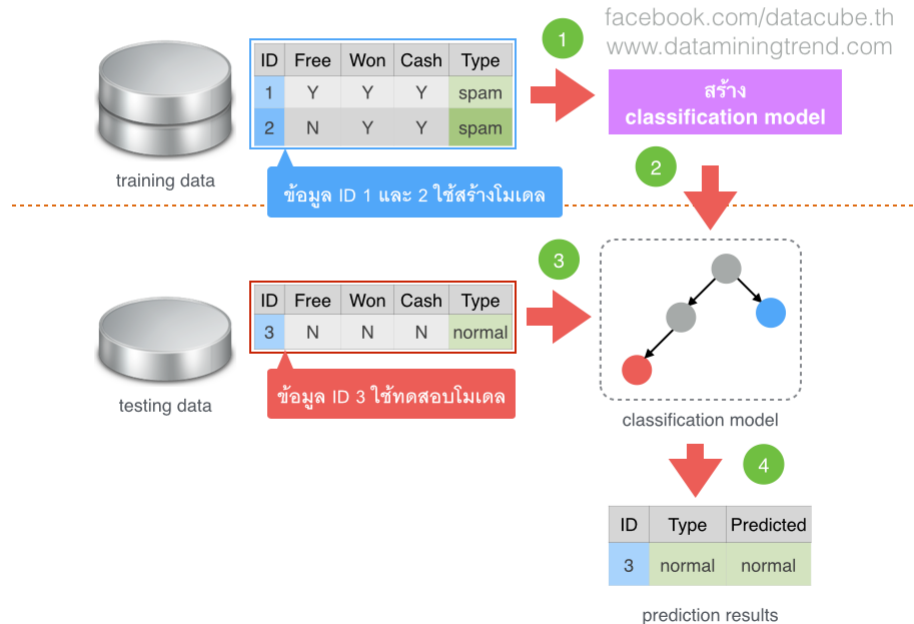 facebook.com/datacube.th
www.dataminingtrend.com
ID Free Won Cash Type
1 Y Y Y spam
2 N Y Y spam
training data
ข้อมูล ID 1 และ 2 ใช้สร้างโมเดล
1
สร้าง
classification model
2
ID Free Won Cash Type
3 N N N normal
testing data
ข้อมูล ID 3 ใช้ทดสอบโมเดล
3
classification model
4
ID Type Predicted
3 normal normal
prediction results